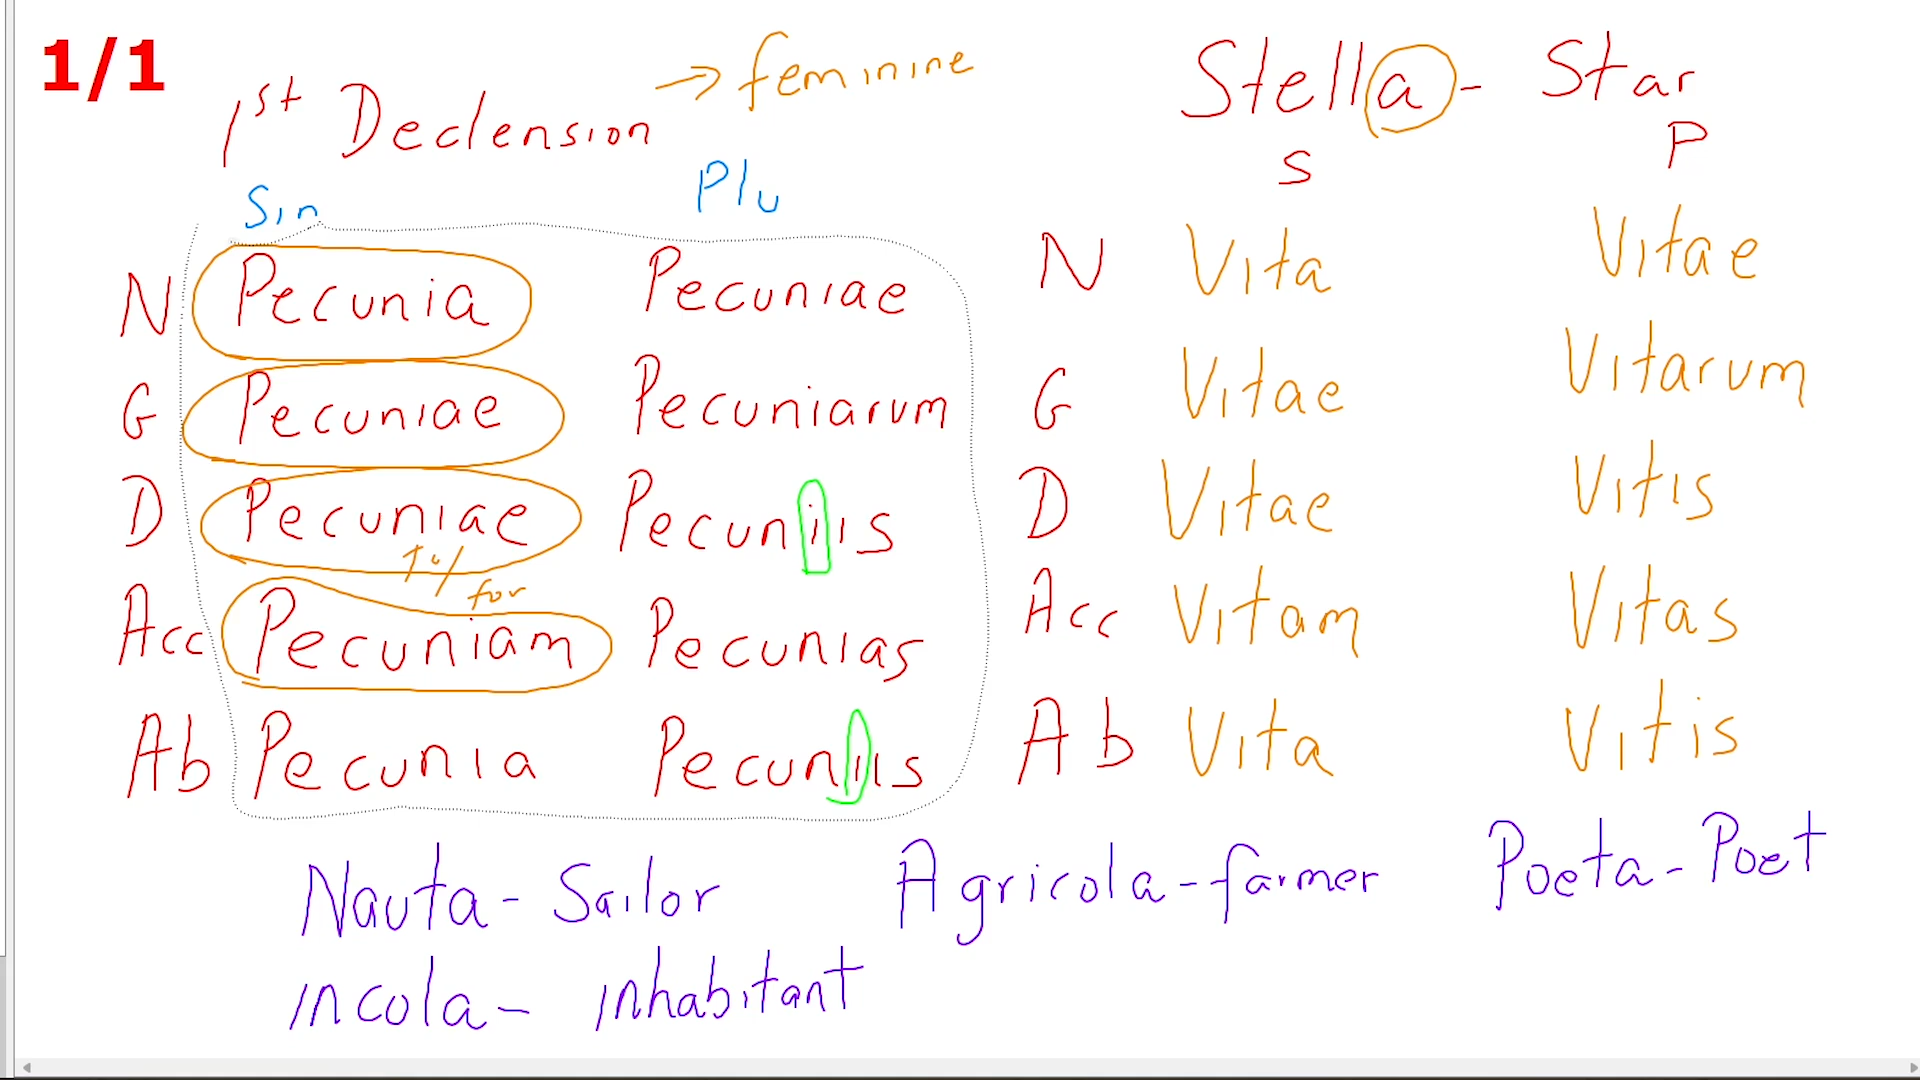 1/1
1st Declension → feminine
Stella - Star
Sin Plu
S P
N Pecunia Pecuniae
N Vita Vitae
G Pecuniae Pecuniarum
G Vitae Vitarum
D Pecuniae Pecuniis
D Vitae Vitis
to/for
Acc Pecuniam Pecunias
Acc Vitam Vitas
Ab Pecunia Pecuniis
Ab Vita Vitis
Nauta - Sailor Agricola - farmer Poeta - Poet
incola - inhabitant